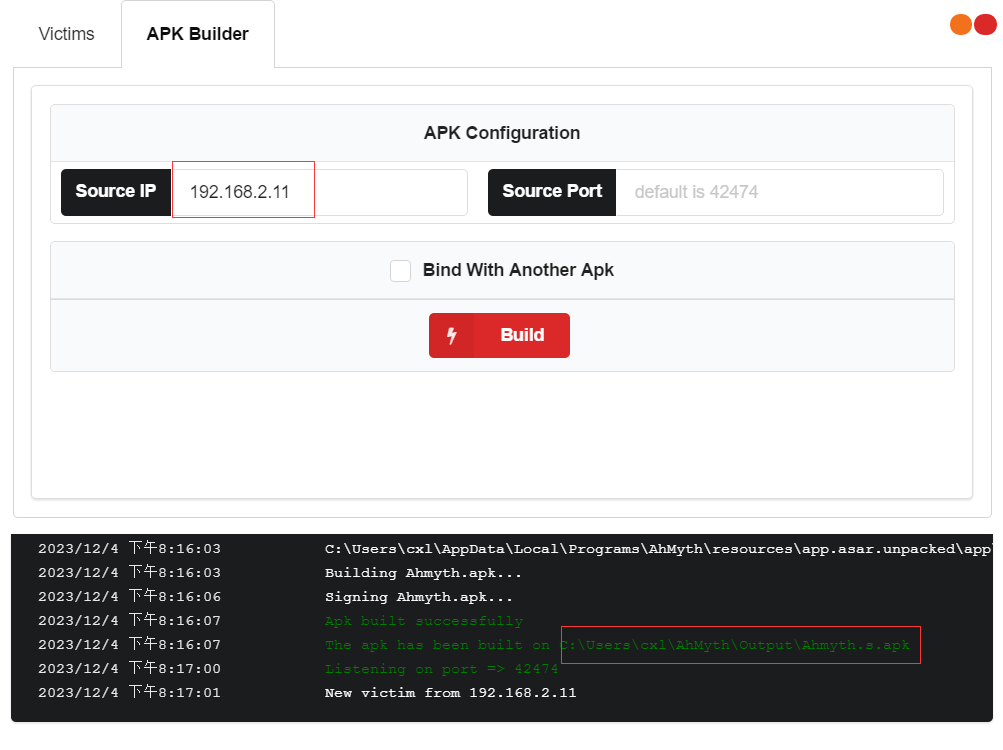 Victims
APK Builder
APK Configuration
Source IP 192.168.2.11 Source Port default is 42474
Bind With Another Apk
Build
2023/12/4 下午8:16:03 C:\Users\cxl\AppData\Local\Programs\AhMyth\resources\app.asar.unpacked\app\
2023/12/4 下午8:16:03 Building Ahmyth.apk...
2023/12/4 下午8:16:06 Signing Ahmyth.apk...
2023/12/4 下午8:16:07 Apk built successfully
2023/12/4 下午8:16:07 The apk has been built on C:\Users\cxl\AhMyth\Output\Ahmyth.s.apk
2023/12/4 下午8:17:00 Listening on port => 42474
2023/12/4 下午8:17:01 New victim from 192.168.2.11